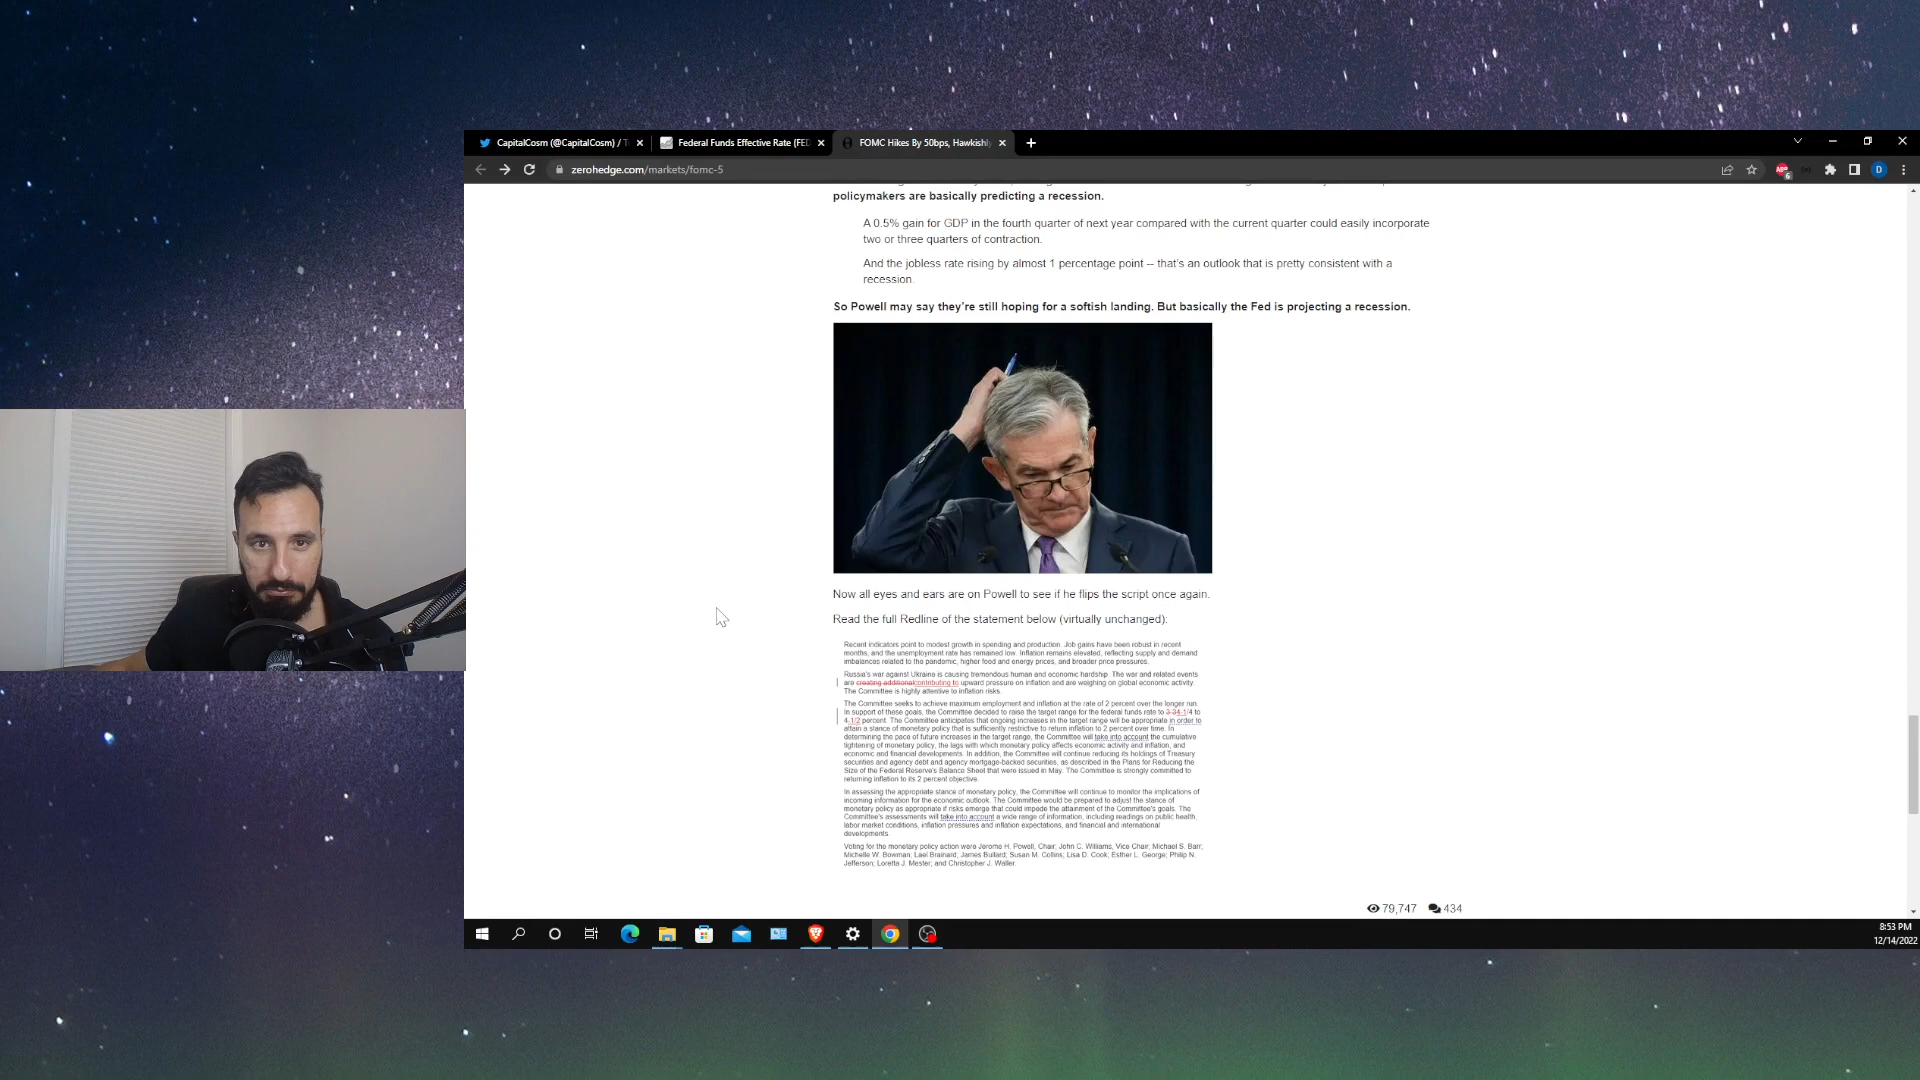 CapitalCosm (@CapitalCosm) / T
Federal Funds Effective Rate (FED
FOMC Hikes By 50bps, Hawkishly
zerohedge.com/markets/fomc-5
policymakers are basically predicting a recession.
A 0.5% gain for GDP in the fourth quarter of next year compared with the current quarter could easily incorporate
two or three quarters of contraction.
And the jobless rate rising by almost 1 percentage point -- that's an outlook that is pretty consistent with a
recession.
So Powell may say they're still hoping for a softish landing. But basically the Fed is projecting a recession.
Now all eyes and ears are on Powell to see if he flips the script once again.
Read the full Redline of the statement below (virtually unchanged):
Recent indicators point to modest growth in spending and production. Job gains have been robust in recent
months, and the unemployment rate has remained low. Inflation remains elevated, reflecting supply and demand
imbalances related to the pandemic, higher food and energy prices, and broader price pressures.
Russia's war against Ukraine is causing tremendous human and economic hardship. The war and related events
are creating additionalcontributing to upward pressure on inflation and are weighing on global economic activity.
The Committee is highly attentive to inflation risks.
The Committee seeks to achieve maximum employment and inflation at the rate of 2 percent over the longer run.
In support of these goals, the Committee decided to raise the target range for the federal funds rate to 3-34-1/4 to
4-1/2 percent. The Committee anticipates that ongoing increases in the target range will be appropriate in order to
attain a stance of monetary policy that is sufficiently restrictive to return inflation to 2 percent over time. In
determining the pace of future increases in the target range, the Committee will take into account the cumulative
tightening of monetary policy, the lags with which monetary policy affects economic activity and inflation, and
economic and financial developments. In addition, the Committee will continue reducing its holdings of Treasury
securities and agency debt and agency mortgage-backed securities, as described in the Plans for Reducing the
Size of the Federal Reserve's Balance Sheet that were issued in May. The Committee is strongly committed to
returning inflation to its 2 percent objective.
In assessing the appropriate stance of monetary policy, the Committee will continue to monitor the implications of
incoming information for the economic outlook. The Committee would be prepared to adjust the stance of
monetary policy as appropriate if risks emerge that could impede the attainment of the Committee's goals. The
Committee's assessments will take into account a wide range of information, including readings on public health,
labor market conditions, inflation pressures and inflation expectations, and financial and international
developments.
Voting for the monetary policy action were Jerome H. Powell, Chair; John C. Williams, Vice Chair; Michael S. Barr;
Michelle W. Bowman; Lael Brainard; James Bullard; Susan M. Collins; Lisa D. Cook; Esther L. George; Philip N.
Jefferson; Loretta J. Mester; and Christopher J. Waller.
79,747 434
8:53 PM
12/14/2022